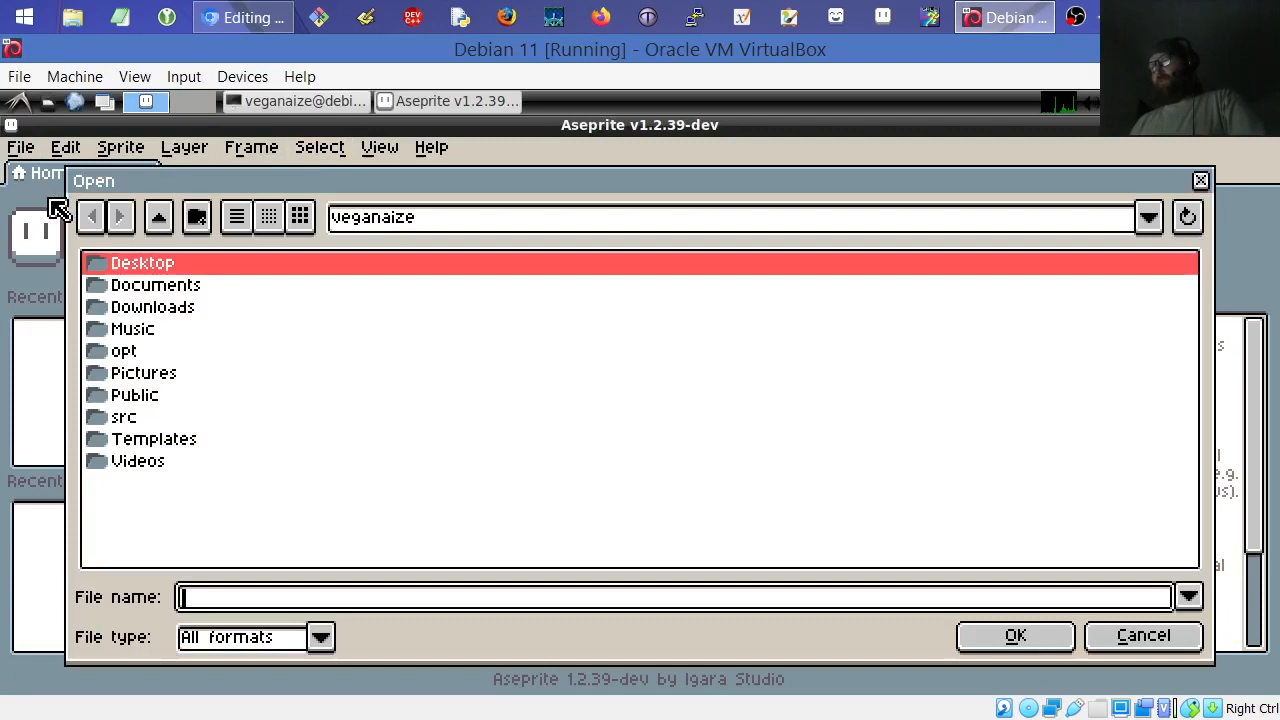 Editing ...
Debian ...
Debian 11 [Running] - Oracle VM VirtualBox
File Machine View Input Devices Help
veganaize@debi...
Aseprite v1.2.39...
Aseprite v1.2.39-dev
File Edit Sprite Layer Frame Select View Help
Open
veganaize
Desktop
Documents
Downloads
Music
opt
Pictures
Public
src
Templates
Videos
Recent
Recent
e.g.
File name:
File type: All formats
OK Cancel
Aseprite 1.2.39-dev by Igara Studio
Right Ctrl